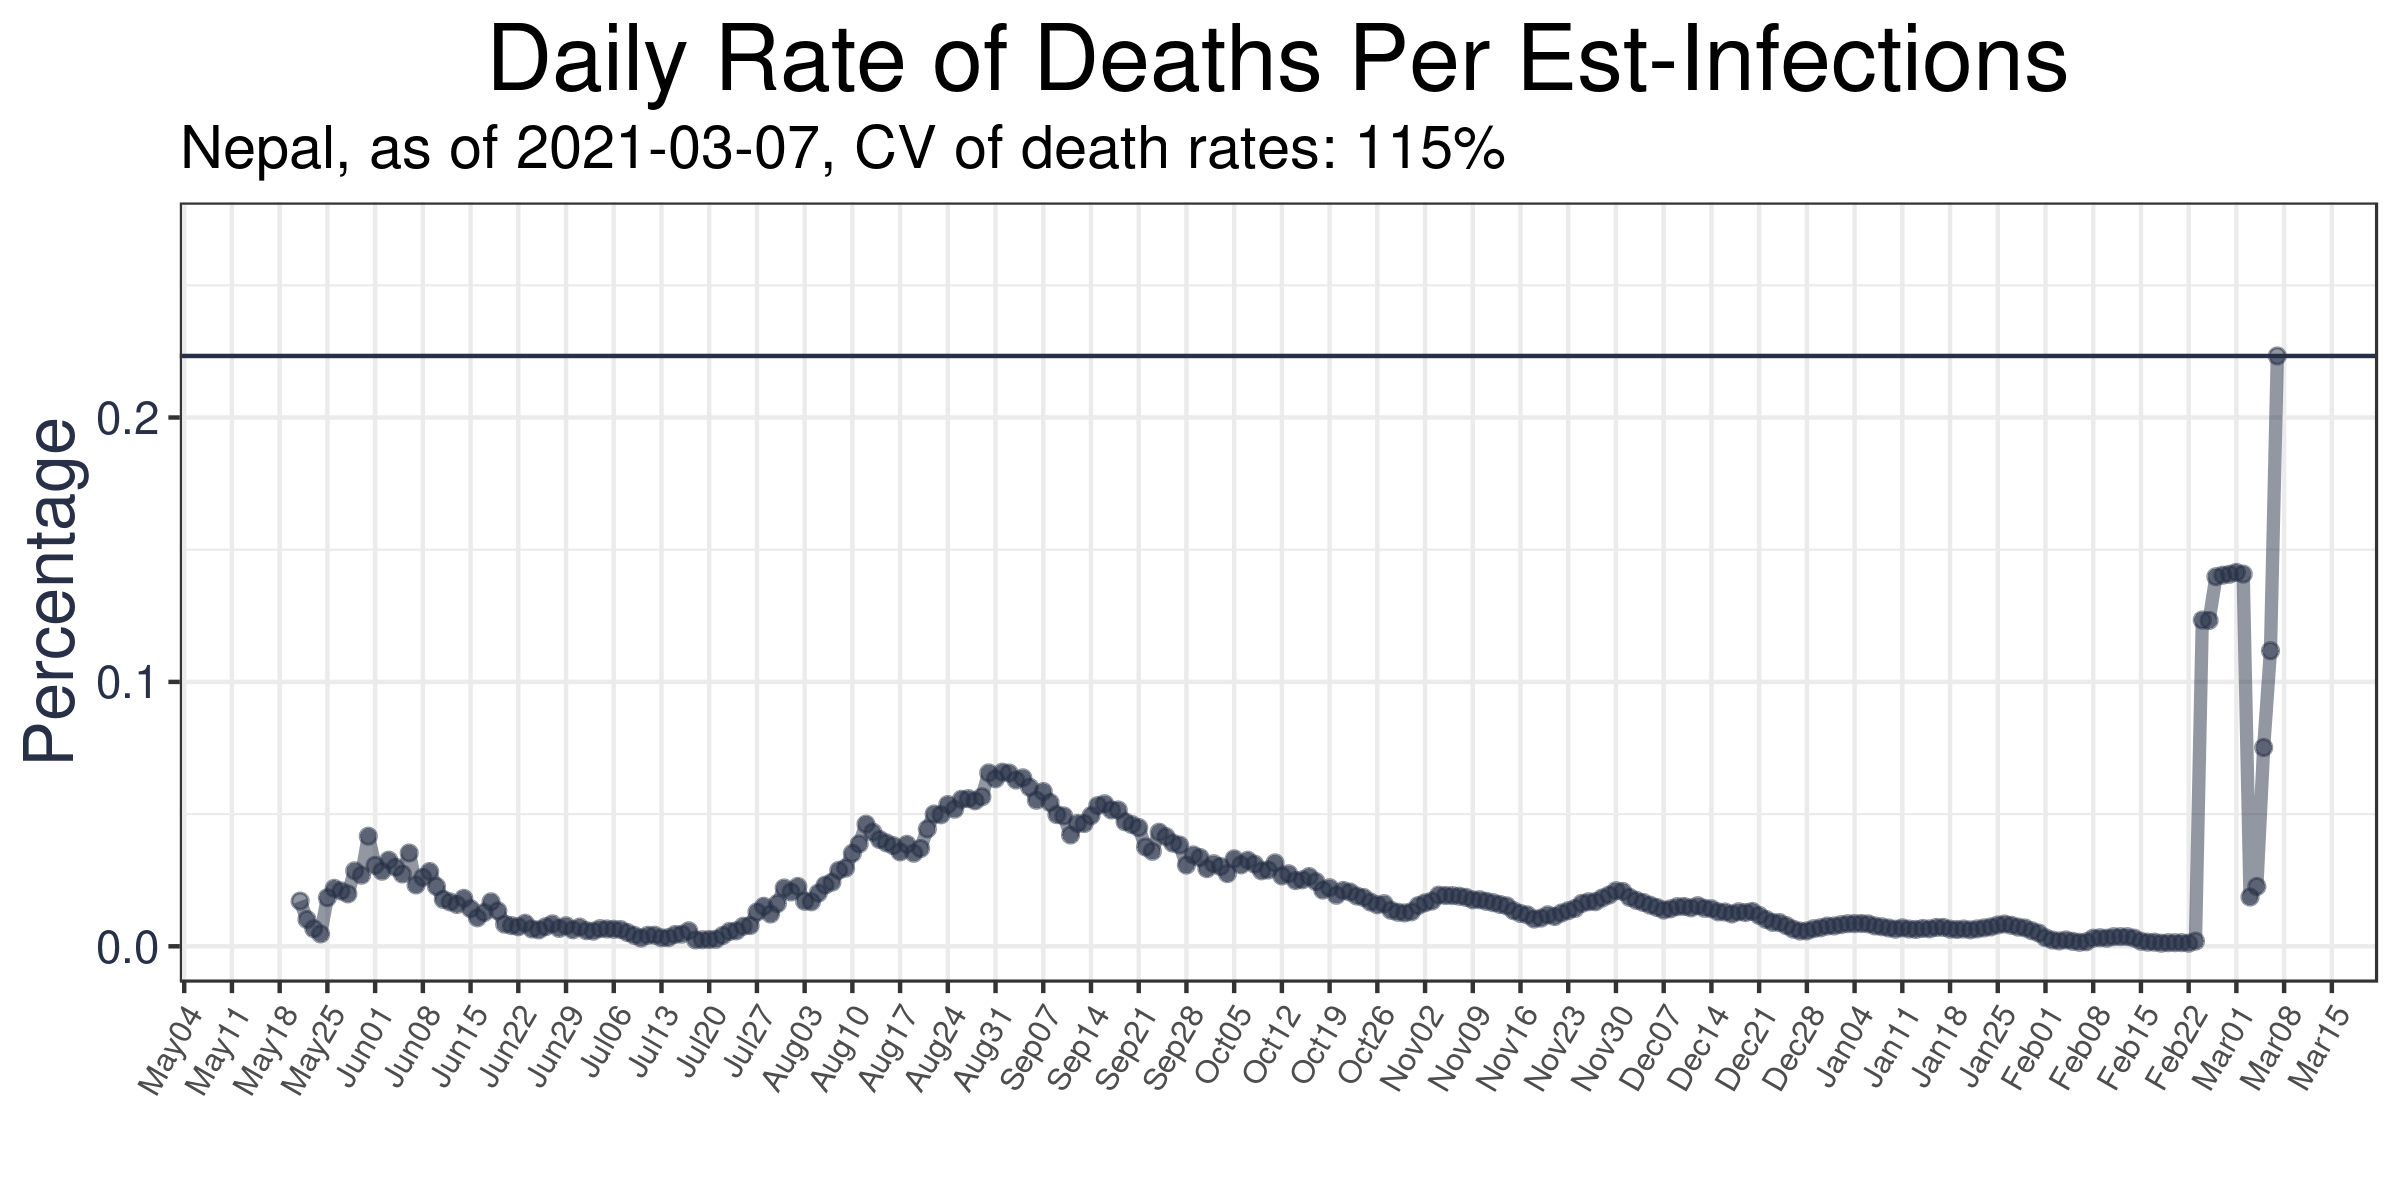 Daily Rate of Deaths Per Est-Infections
Nepal, as of 2021-03-07, CV of death rates: 115%
Percentage
0.2
0.1
0.0
May04
May11
May18
May25
Jun01
Jun08
Jun15
Jun22
Jun29
Jul06
Jul13
Jul20
Jul27
Aug03
Aug10
Aug17
Aug24
Aug31
Sep07
Sep14
Sep21
Sep28
Oct05
Oct12
Oct19
Oct26
Nov02
Nov09
Nov16
Nov23
Nov30
Dec07
Dec14
Dec21
Dec28
Jan04
Jan11
Jan18
Jan25
Feb01
Feb08
Feb15
Feb22
Mar01
Mar08
Mar15